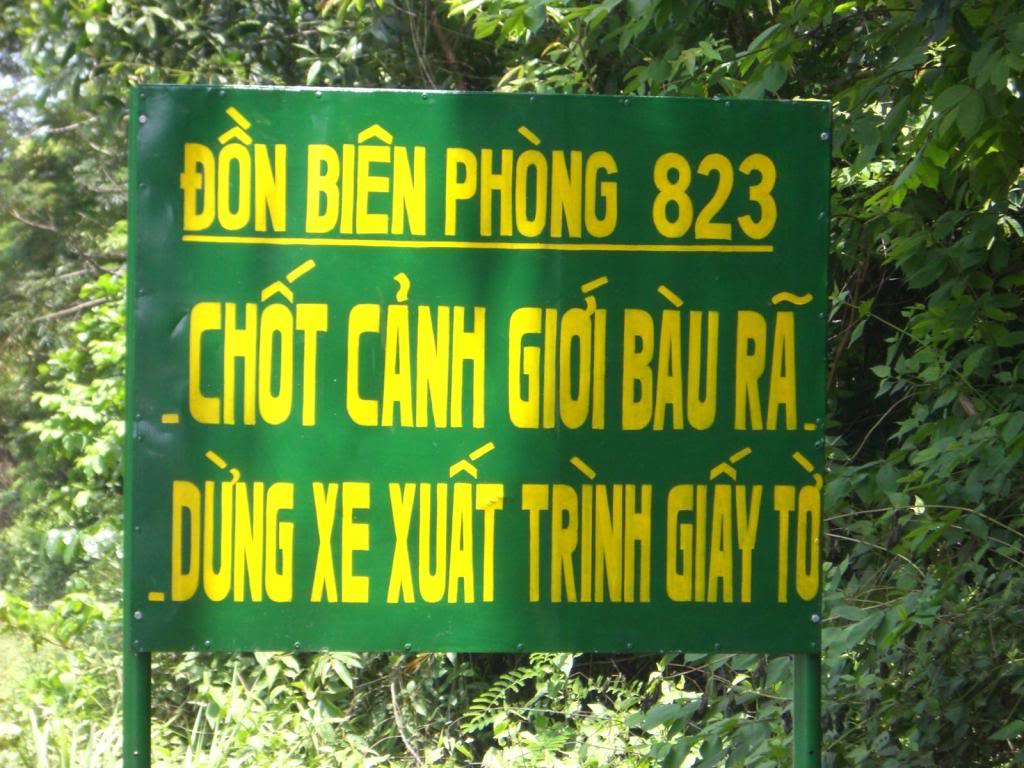 ĐỒN BIÊN PHÒNG 823
_CHỐT CẢNH GIỚI BÀU RÃ_
_DỪNG XE XUẤT TRÌNH GIẤY TỜ